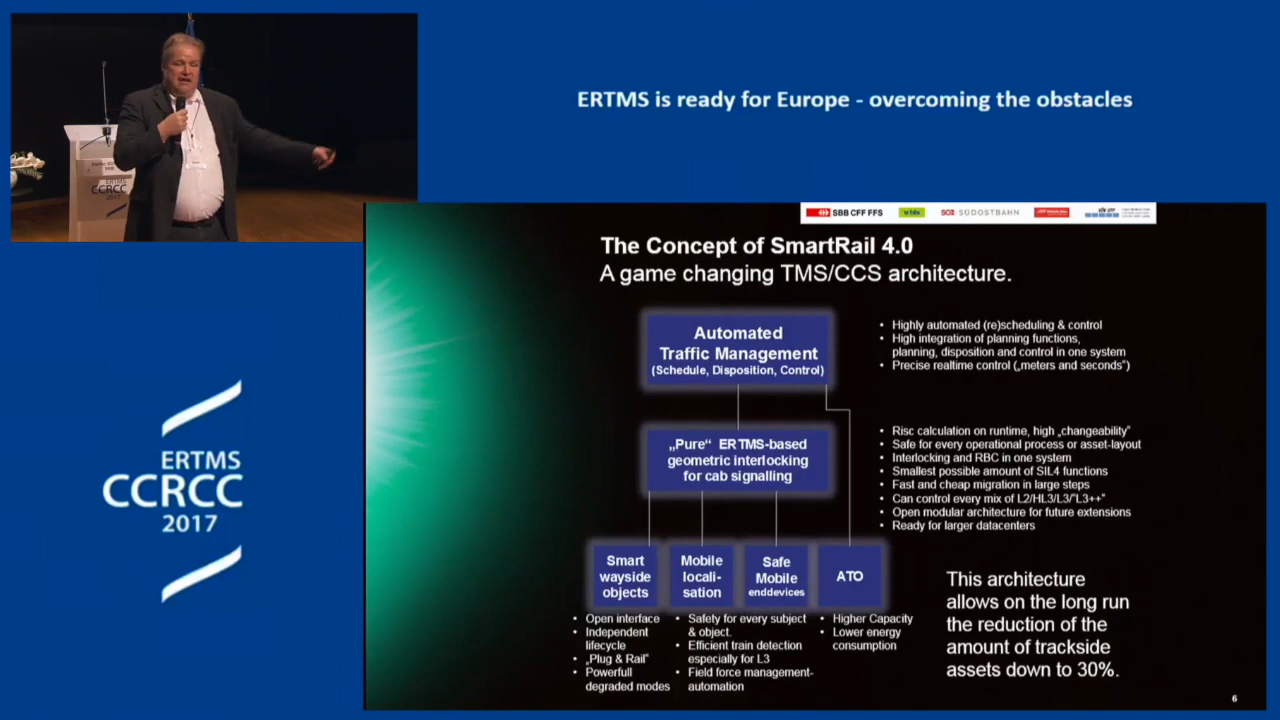 ERTMS is ready for Europe - overcoming the obstacles
ERTMS
CCRCC
2017
SBB CFF FFS
SOB SÜDOSTBAHN
The Concept of SmartRail 4.0
A game changing TMS/CCS architecture.
Automated
Traffic Management
(Schedule, Disposition, Control)
• Highly automated (re)scheduling & control
• High integration of planning functions,
planning, disposition and control in one system
• Precise realtime control („meters and seconds“)
„Pure“ ERTMS-based
geometric interlocking
for cab signalling
• Risc calculation on runtime, high „changeability“
• Safe for every operational process or asset-layout
• Interlocking and RBC in one system
• Smallest possible amount of SIL4 functions
• Fast and cheap migration in large steps
• Can control every mix of L2/HL3/L3/“L3++“
• Open modular architecture for future extensions
• Ready for larger datacenters
Smart
wayside
objects
Mobile
locali-
sation
Safe
Mobile
enddevices
ATO
• Open interface
• Independent
lifecycle
• „Plug & Rail“
• Powerfull
degraded modes
• Safety for every subject
& object.
• Efficient train detection
especially for L3
• Field force management-
automation
• Higher Capacity
• Lower energy
consumption
This architecture
allows on the long run
the reduction of the
amount of trackside
assets down to 30%.
6
ERTMS
CCRCC
2017